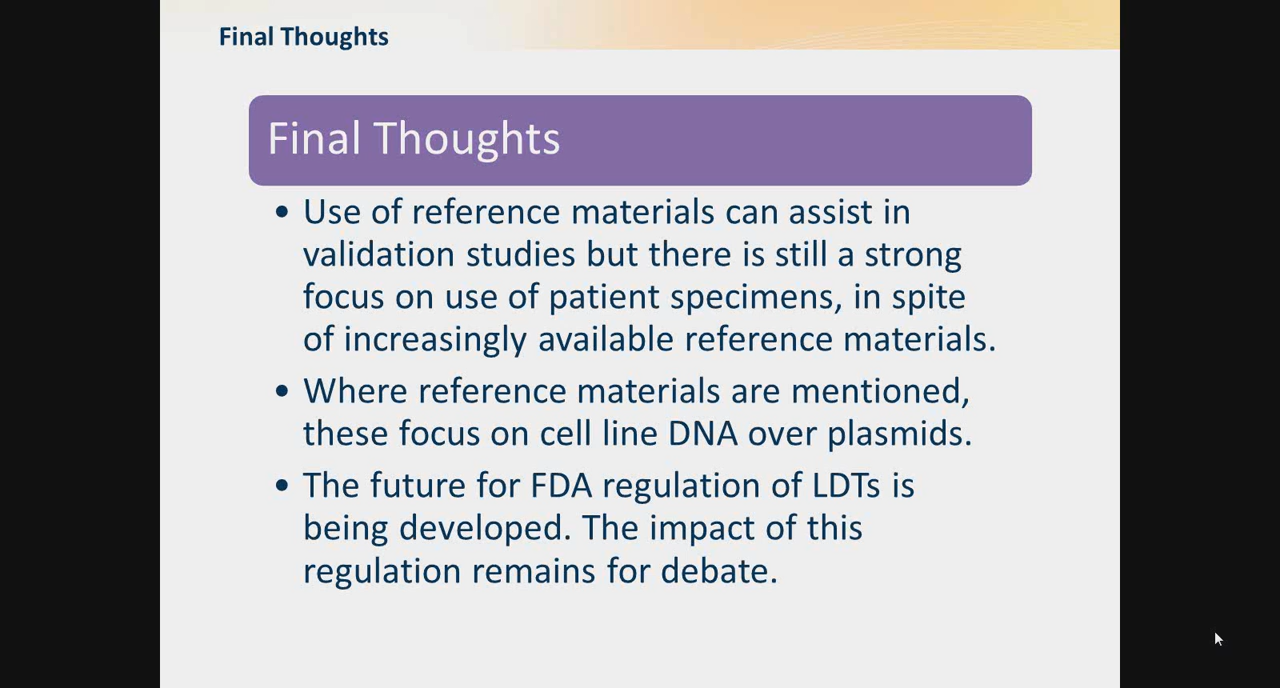 Final Thoughts
Final Thoughts
• Use of reference materials can assist in
validation studies but there is still a strong
focus on use of patient specimens, in spite
of increasingly available reference materials.
• Where reference materials are mentioned,
these focus on cell line DNA over plasmids.
• The future for FDA regulation of LDTs is
being developed. The impact of this
regulation remains for debate.